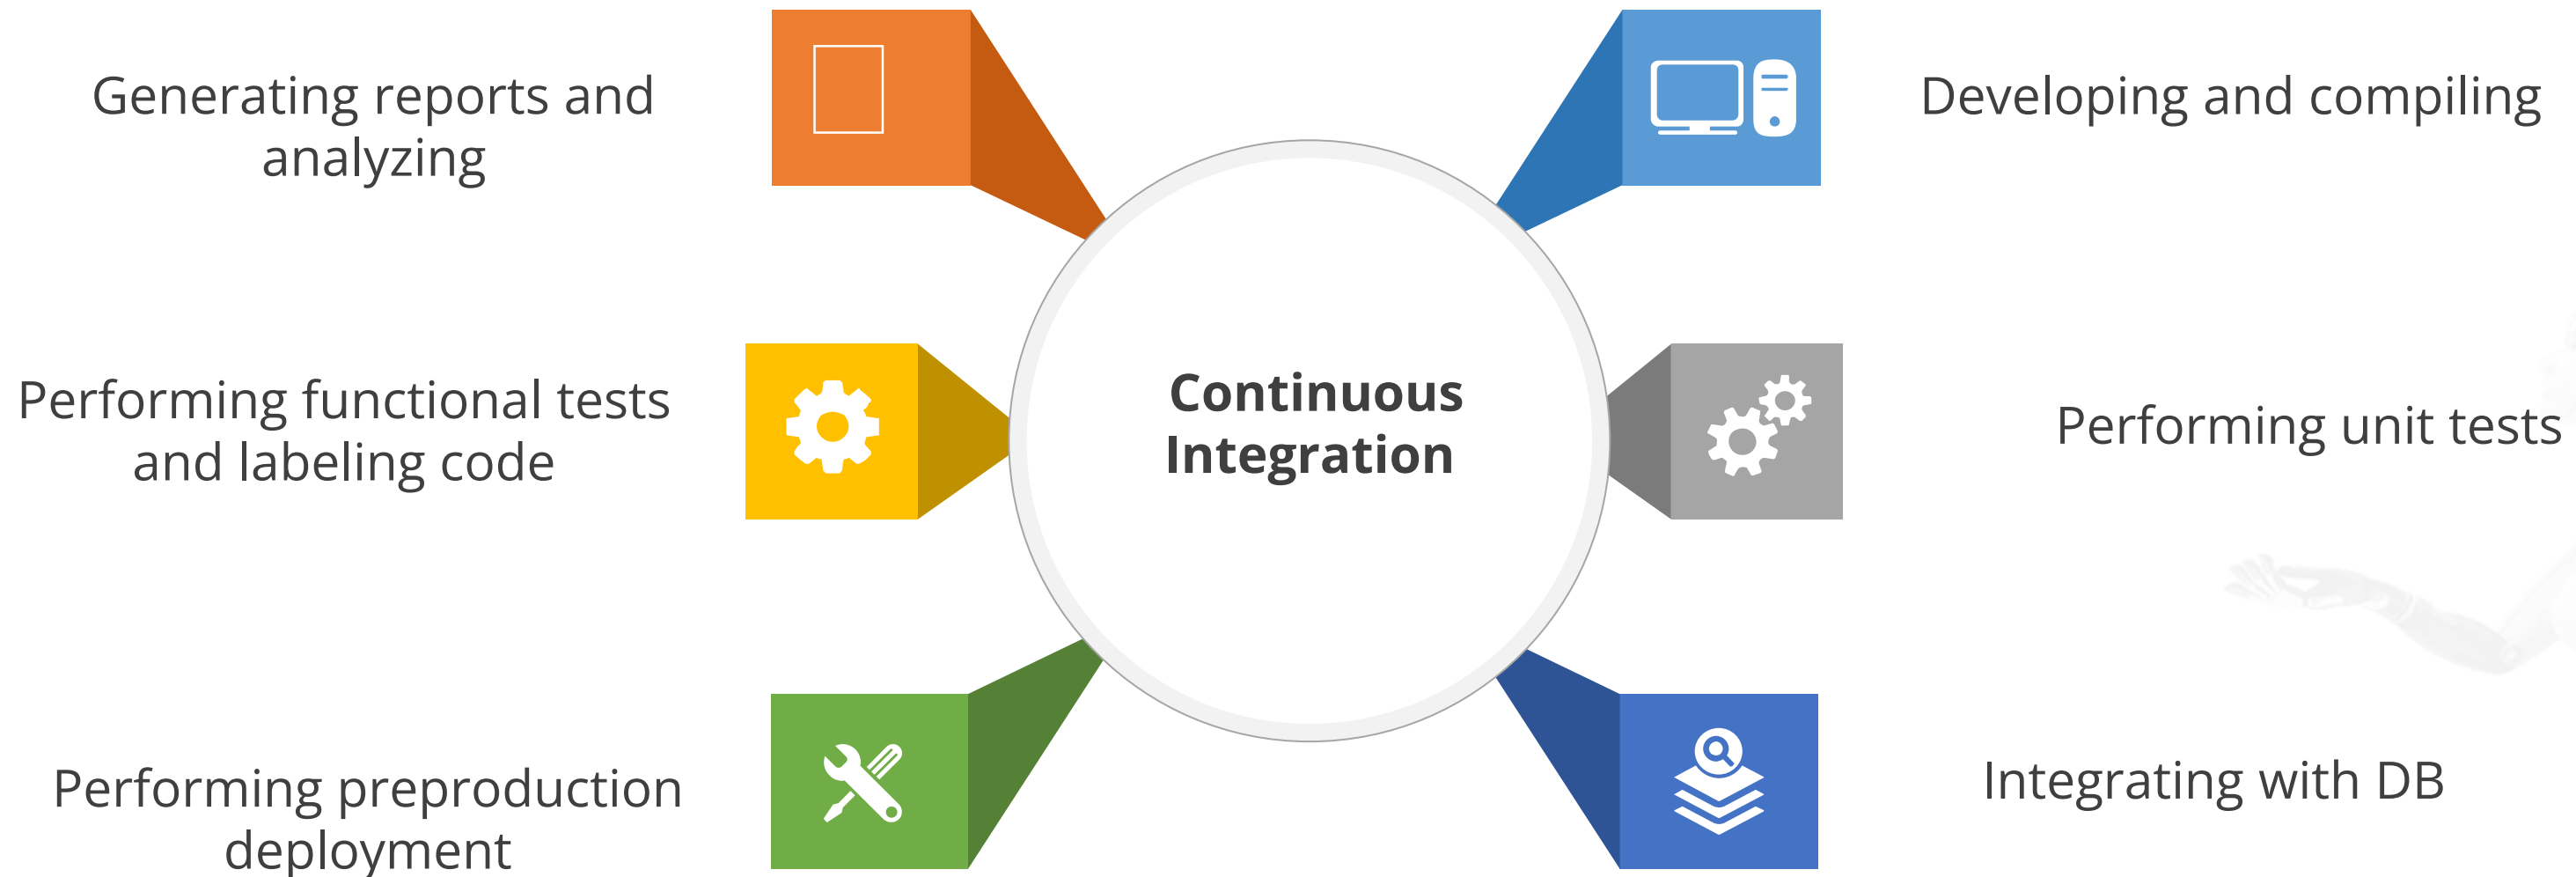 Generating reports and
analyzing
Developing and compiling
Performing functional tests
and labeling code
Continuous
Integration
Performing unit tests
Performing preproduction
deployment
Integrating with DB